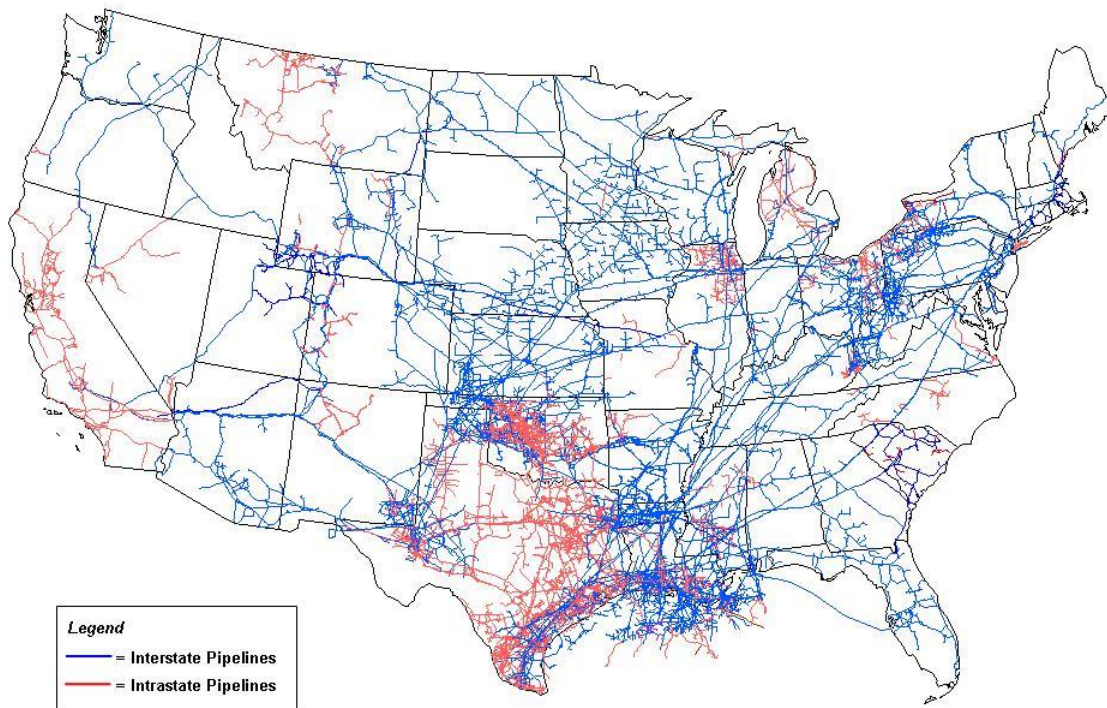 Legend
= Interstate Pipelines
= Intrastate Pipelines